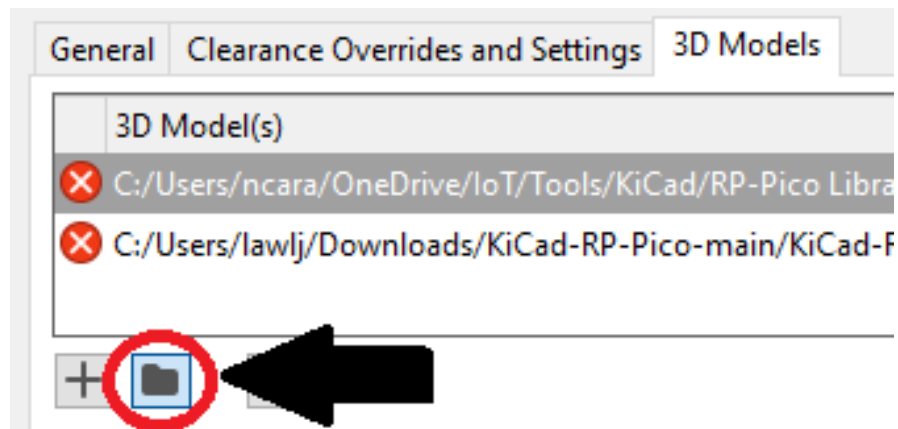 General Clearance Overrides and Settings 3D Models
3D Model(s)
C:/Users/ncara/OneDrive/IoT/Tools/KiCad/RP-Pico Libra
C:/Users/lawlj/Downloads/KiCad-RP-Pico-main/KiCad-